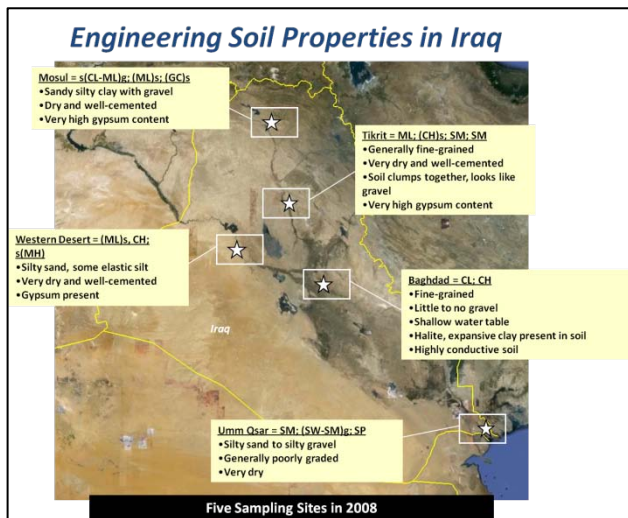 Engineering Soil Properties in Iraq
Mosul = s(CL-ML)g; (ML)s; (GC)s
•Sandy silty clay with gravel
•Dry and well-cemented
•Very high gypsum content
Tikrit = ML; (CH)s; SM; SM
•Generally fine-grained
•Very dry and well-cemented
•Soil clumps together, looks like
gravel
•Very high gypsum content
Western Desert = (ML)s, CH;
s(MH)
•Silty sand, some elastic silt
•Very dry and well-cemented
•Gypsum present
Baghdad = CL; CH
•Fine-grained
•Little to no gravel
•Shallow water table
•Halite, expansive clay present in soil
•Highly conductive soil
Iraq
Umm Qsar = SM; (SW-SM)g; SP
•Silty sand to silty gravel
•Generally poorly graded
•Very dry
Five Sampling Sites in 2008